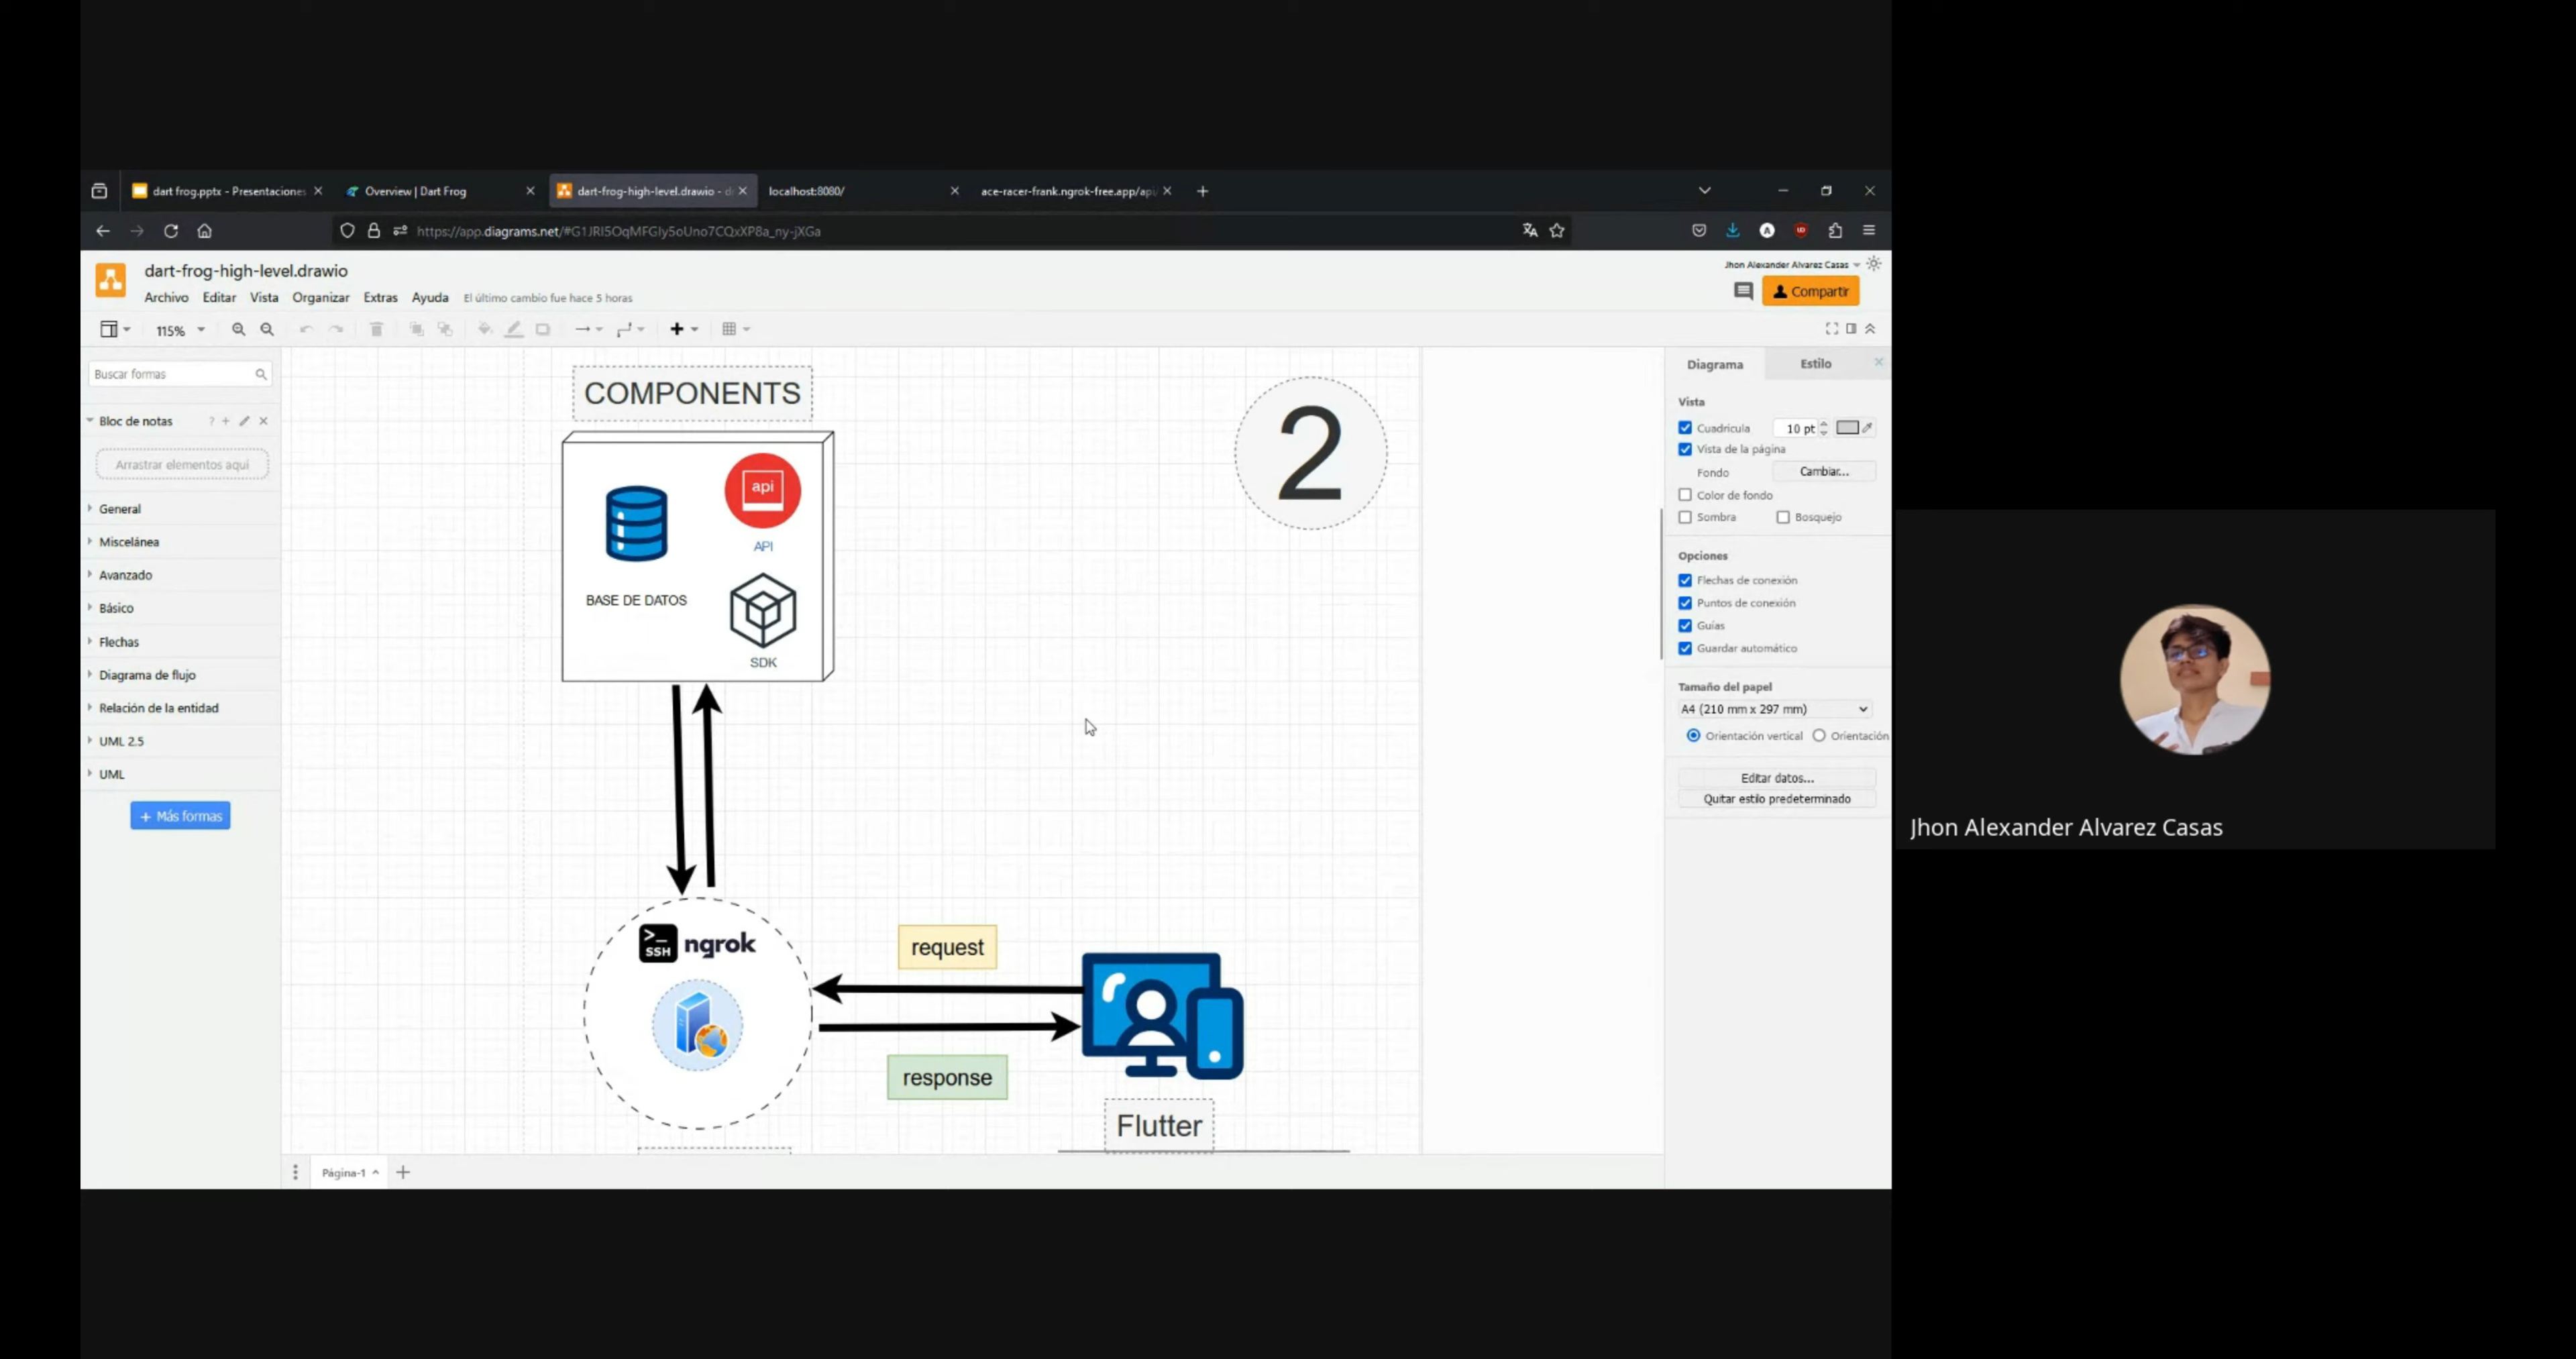 dart frog.pptx - Presentaciones
Overview | Dart Frog
dart-frog-high-level.drawio - d
localhost:8080/
ace-racer-frank.ngrok-free.app/api/
https://app.diagrams.net/#G1JRI5OqMFGIy5oUno7CQxXP8a_ny-jXGa
dart-frog-high-level.drawio
Jhon Alexander Alvarez Casas
Archivo Editar Vista Organizar Extras Ayuda El último cambio fue hace 5 horas
Compartir
115%
Buscar formas
Bloc de notas
Arrastrar elementos aquí
General
Miscelánea
Avanzado
Básico
Flechas
Diagrama de flujo
Relación de la entidad
UML 2.5
UML
+ Más formas
COMPONENTS
2
api
API
BASE DE DATOS
SDK
>_
SSH
ngrok
request
response
Flutter
Página-1
Diagrama
Estilo
Vista
Cuadrícula 10 pt
Vista de la página
Fondo Cambiar...
Color de fondo
Sombra Bosquejo
Opciones
Flechas de conexión
Puntos de conexión
Guías
Guardar automático
Tamaño del papel
A4 (210 mm x 297 mm)
Orientación vertical Orientación
Editar datos...
Quitar estilo predeterminado
Jhon Alexander Alvarez Casas